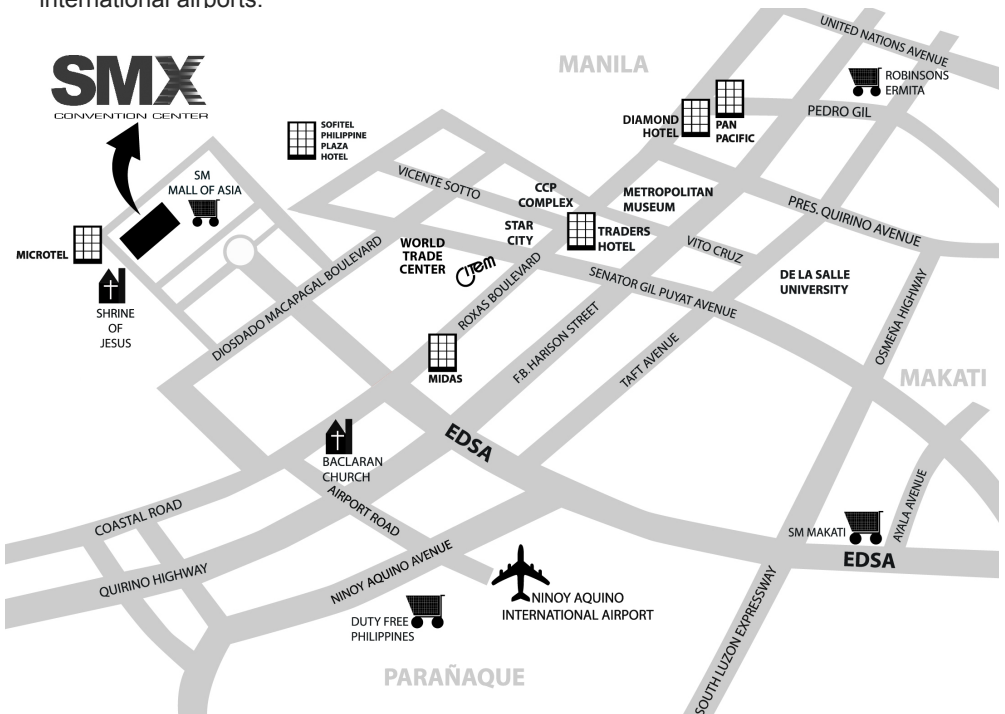 international airports.
SMX
CONVENTION CENTER
MANILA
UNITED NATIONS AVENUE
ROBINSONS
ERMITA
PEDRO GIL
DIAMOND
HOTEL
PAN
PACIFIC
SOFITEL
PHILIPPINE
PLAZA
HOTEL
SM
MALL OF ASIA
VICENTE SOTTO
CCP
COMPLEX
METROPOLITAN
MUSEUM
PRES. QUIRINO AVENUE
STAR
CITY
TRADERS
HOTEL
MICROTEL
WORLD
TRADE
CENTER
CITEM
VITO CRUZ
DE LA SALLE
UNIVERSITY
SENATOR GIL PUYAT AVENUE
SHRINE
OF
JESUS
DIOSDADO MACAPAGAL BOULEVARD
ROXAS BOULEVARD
F.B. HARISON STREET
TAFT AVENUE
OSMEÑA HIGHWAY
MAKATI
MIDAS
EDSA
BACLARAN
CHURCH
AIRPORT ROAD
COASTAL ROAD
QUIRINO HIGHWAY
NINOY AQUINO AVENUE
SM MAKATI
AYALA AVENUE
EDSA
NINOY AQUINO
INTERNATIONAL AIRPORT
DUTY FREE
PHILIPPINES
SOUTH LUZON EXPRESSWAY
PARAÑAQUE